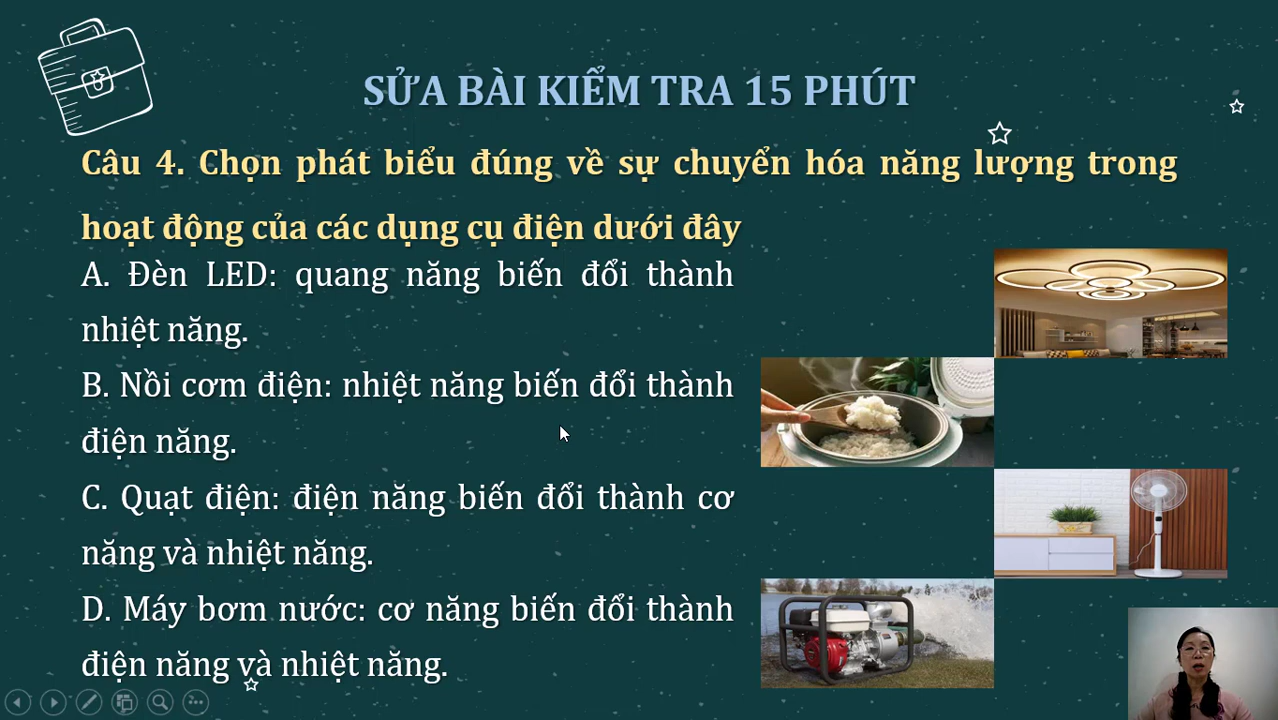 SỬA BÀI KIỂM TRA 15 PHÚT
Câu 4. Chọn phát biểu đúng về sự chuyển hóa năng lượng trong
hoạt động của các dụng cụ điện dưới đây
A. Đèn LED: quang năng biến đổi thành
nhiệt năng.
B. Nồi cơm điện: nhiệt năng biến đổi thành
điện năng.
C. Quạt điện: điện năng biến đổi thành cơ
năng và nhiệt năng.
D. Máy bơm nước: cơ năng biến đổi thành
điện năng và nhiệt năng.